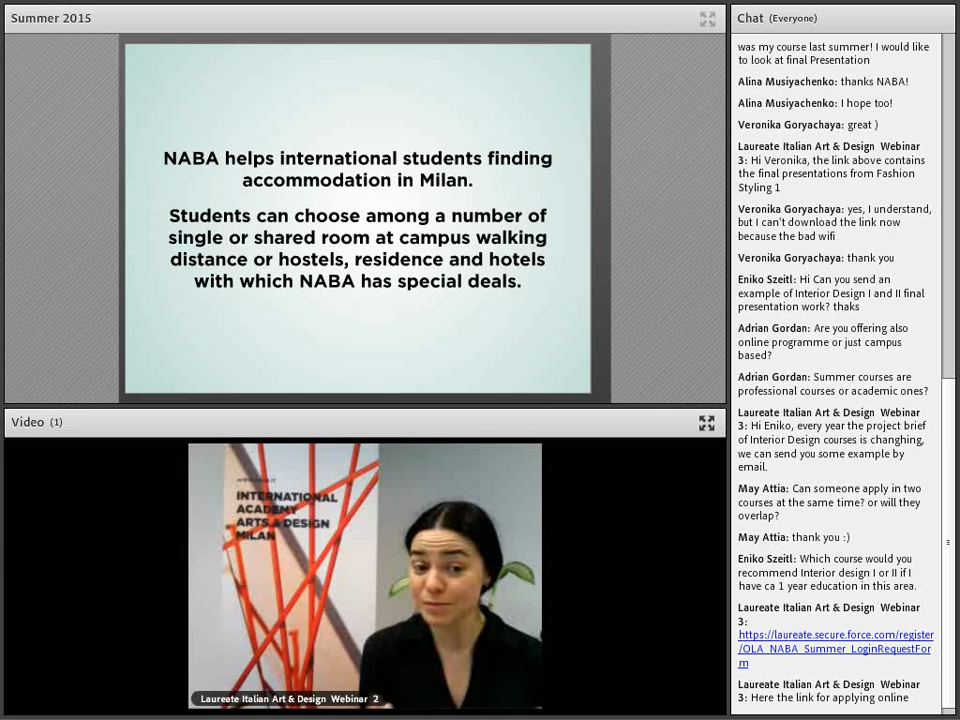 Summer 2015
NABA helps international students finding
accommodation in Milan.
Students can choose among a number of
single or shared room at campus walking
distance or hostels, residence and hotels
with which NABA has special deals.
Video (1)
INTERNATIONAL
ACADEMY
ARTS & DESIGN
MILAN
Laureate Italian Art & Design Webinar 2
Chat (Everyone)
was my course last summer! I would like
to look at final Presentation
Alina Musiyachenko: thanks NABA!
Alina Musiyachenko: I hope too!
Veronika Goryachaya: great )
Laureate Italian Art & Design Webinar
3: Hi Veronika, the link above contains
the final presentations from Fashion
Styling 1
Veronika Goryachaya: yes, I understand,
but I can't download the link now
because the bad wifi
Veronika Goryachaya: thank you
Eniko Szeitl: Hi Can you send an
example of Interior Design I and II final
presentation work? thaks
Adrian Gordan: Are you offering also
online programme or just campus
based?
Adrian Gordan: Summer courses are
professional courses or academic ones?
Laureate Italian Art & Design Webinar
3: Hi Eniko, every year the project brief
of Interior Design courses is changhing,
we can send you some example by
email.
May Attia: Can someone apply in two
courses at the same time? or will they
overlap?
May Attia: thank you :)
Eniko Szeitl: Which course would you
recommend Interior design I or II if I
have ca 1 year education in this area.
Laureate Italian Art & Design Webinar
3:
https://laureate.secure.force.com/register
/OLA_NABA_Summer_LoginRequestFor
m
Laureate Italian Art & Design Webinar
3: Here the link for applying online